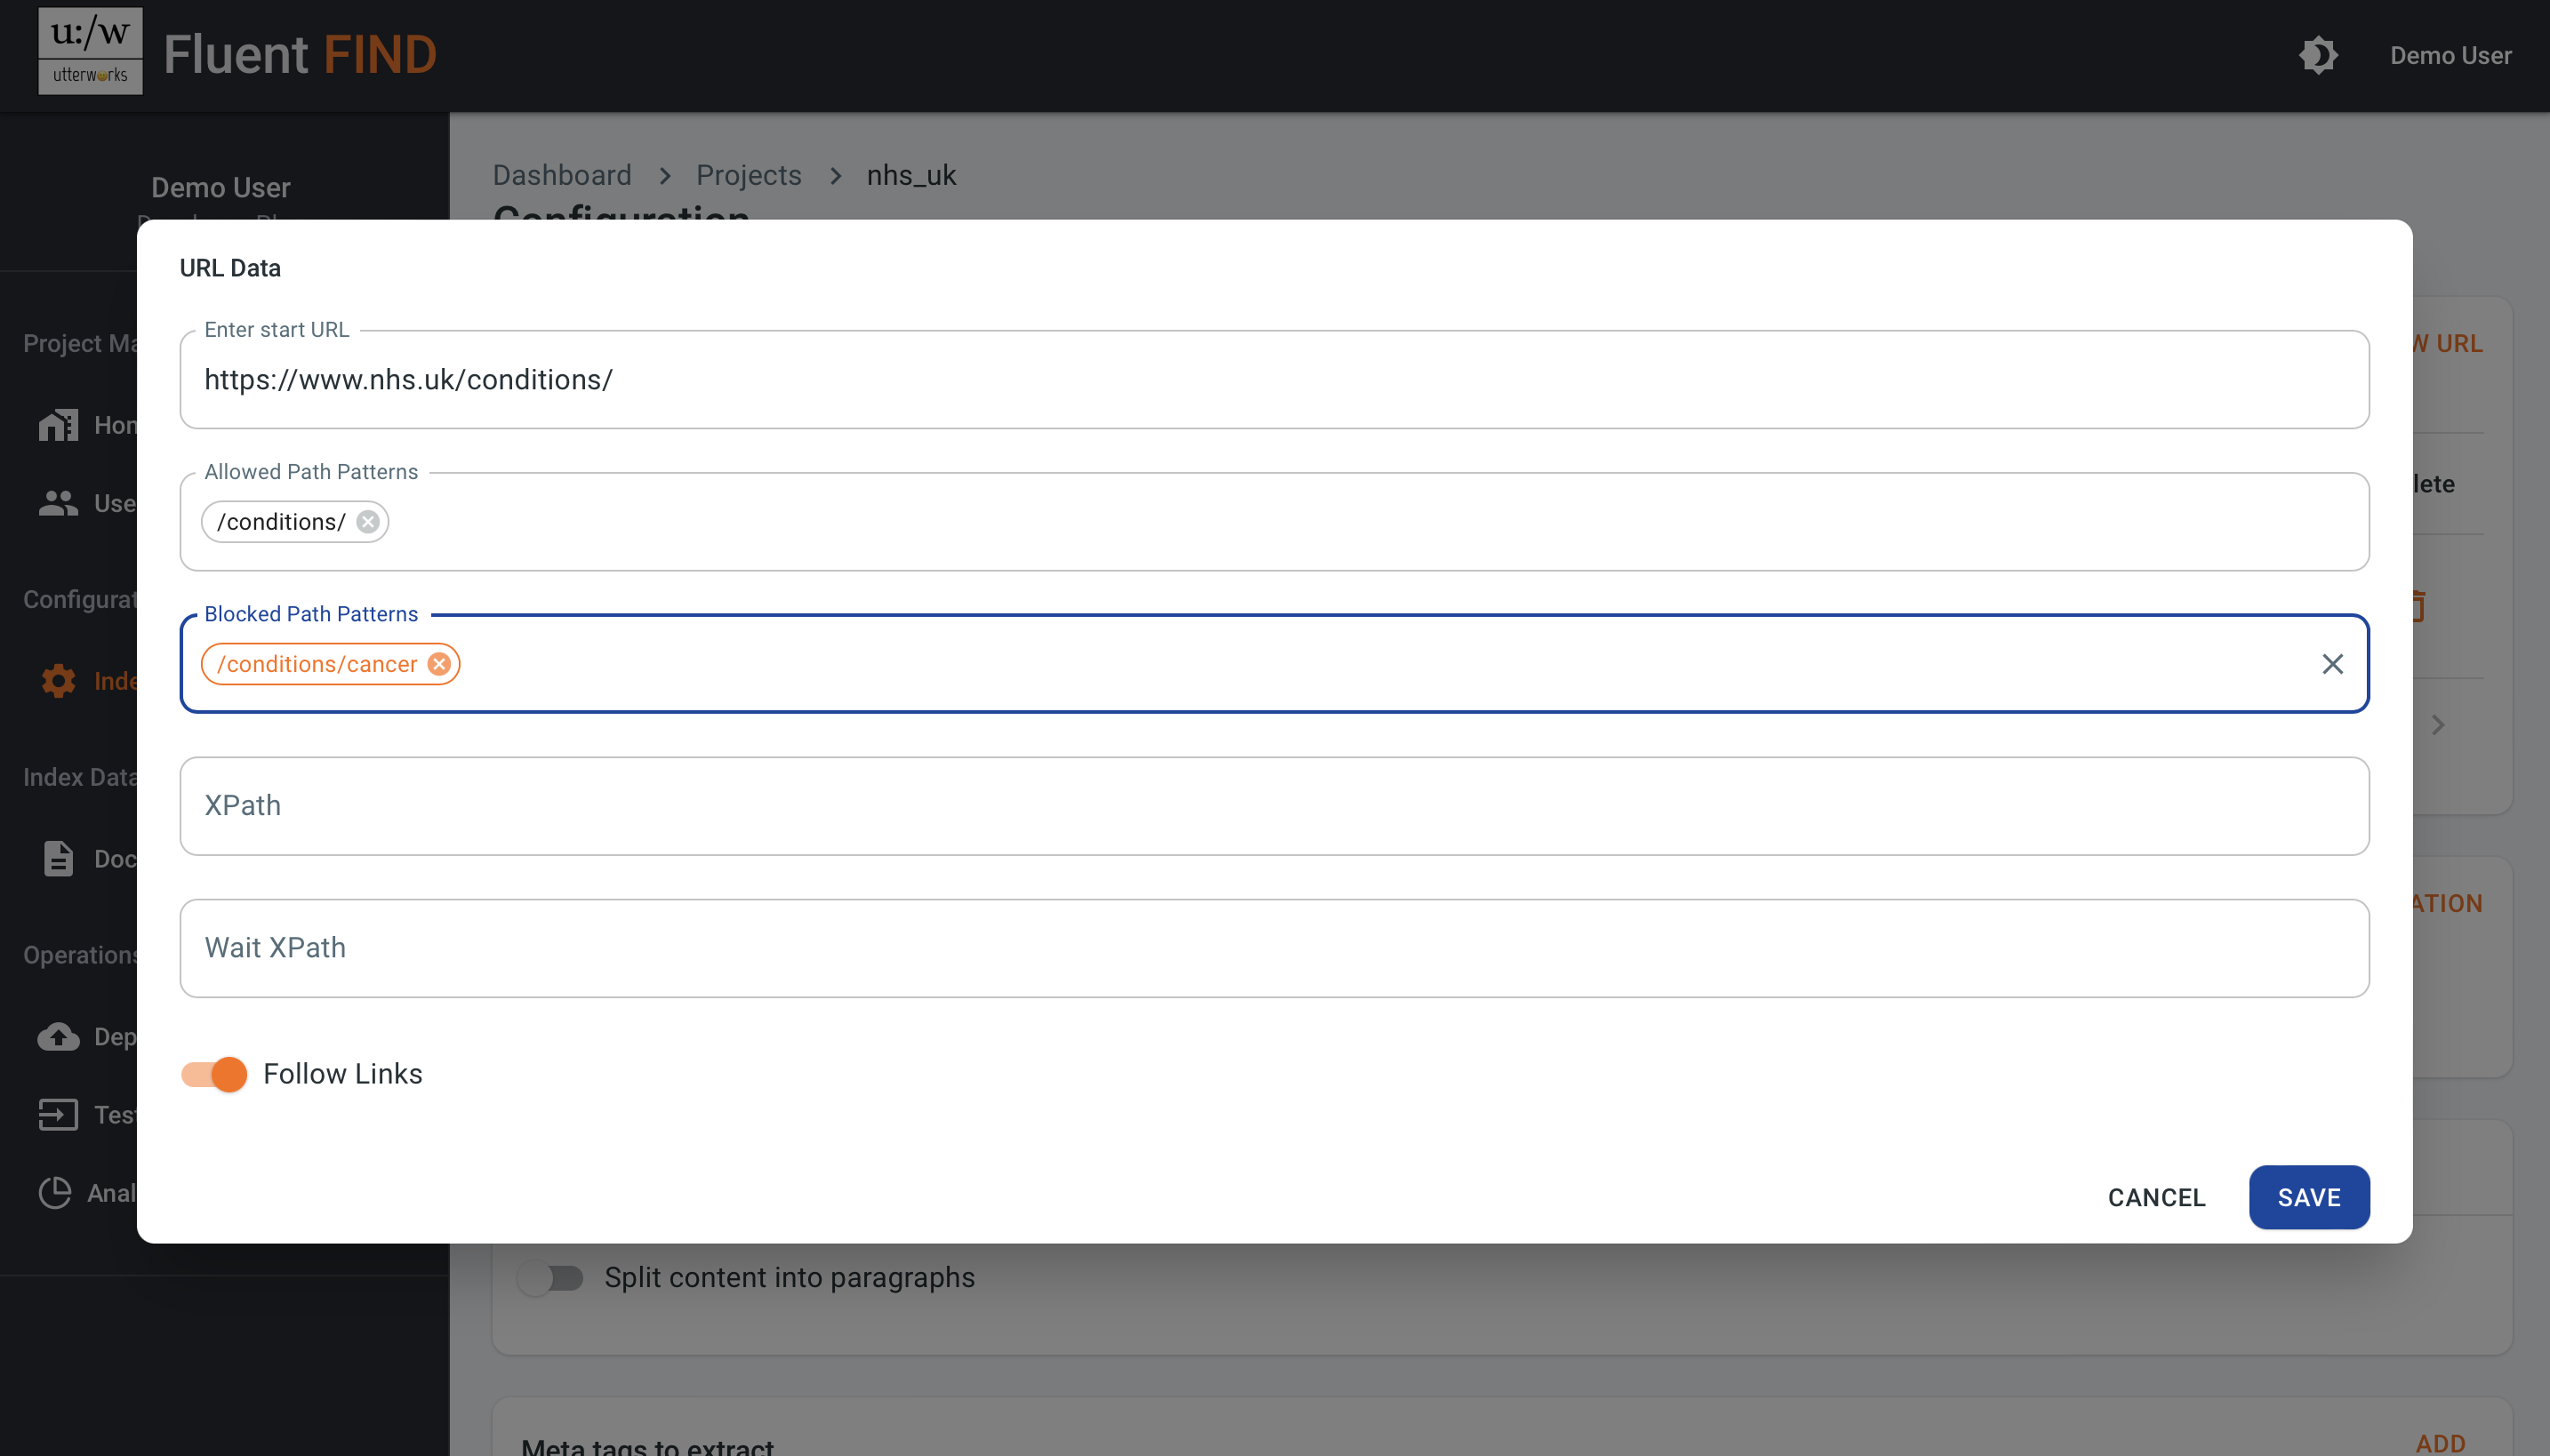 u:/w
utterworks
Fluent FIND
Demo User
Demo User
Dashboard > Projects > nhs_uk
Configuration
URL Data
Enter start URL
https://www.nhs.uk/conditions/
Allowed Path Patterns
/conditions/
Blocked Path Patterns
/conditions/cancer
XPath
Wait XPath
Follow Links
CANCEL
SAVE
Project Ma
W URL
Hom
Use
lete
Configurat
Inde
Index Data
Doc
ATION
Operations
Dep
Test
Anal
Split content into paragraphs
Meta tags to extract
ADD